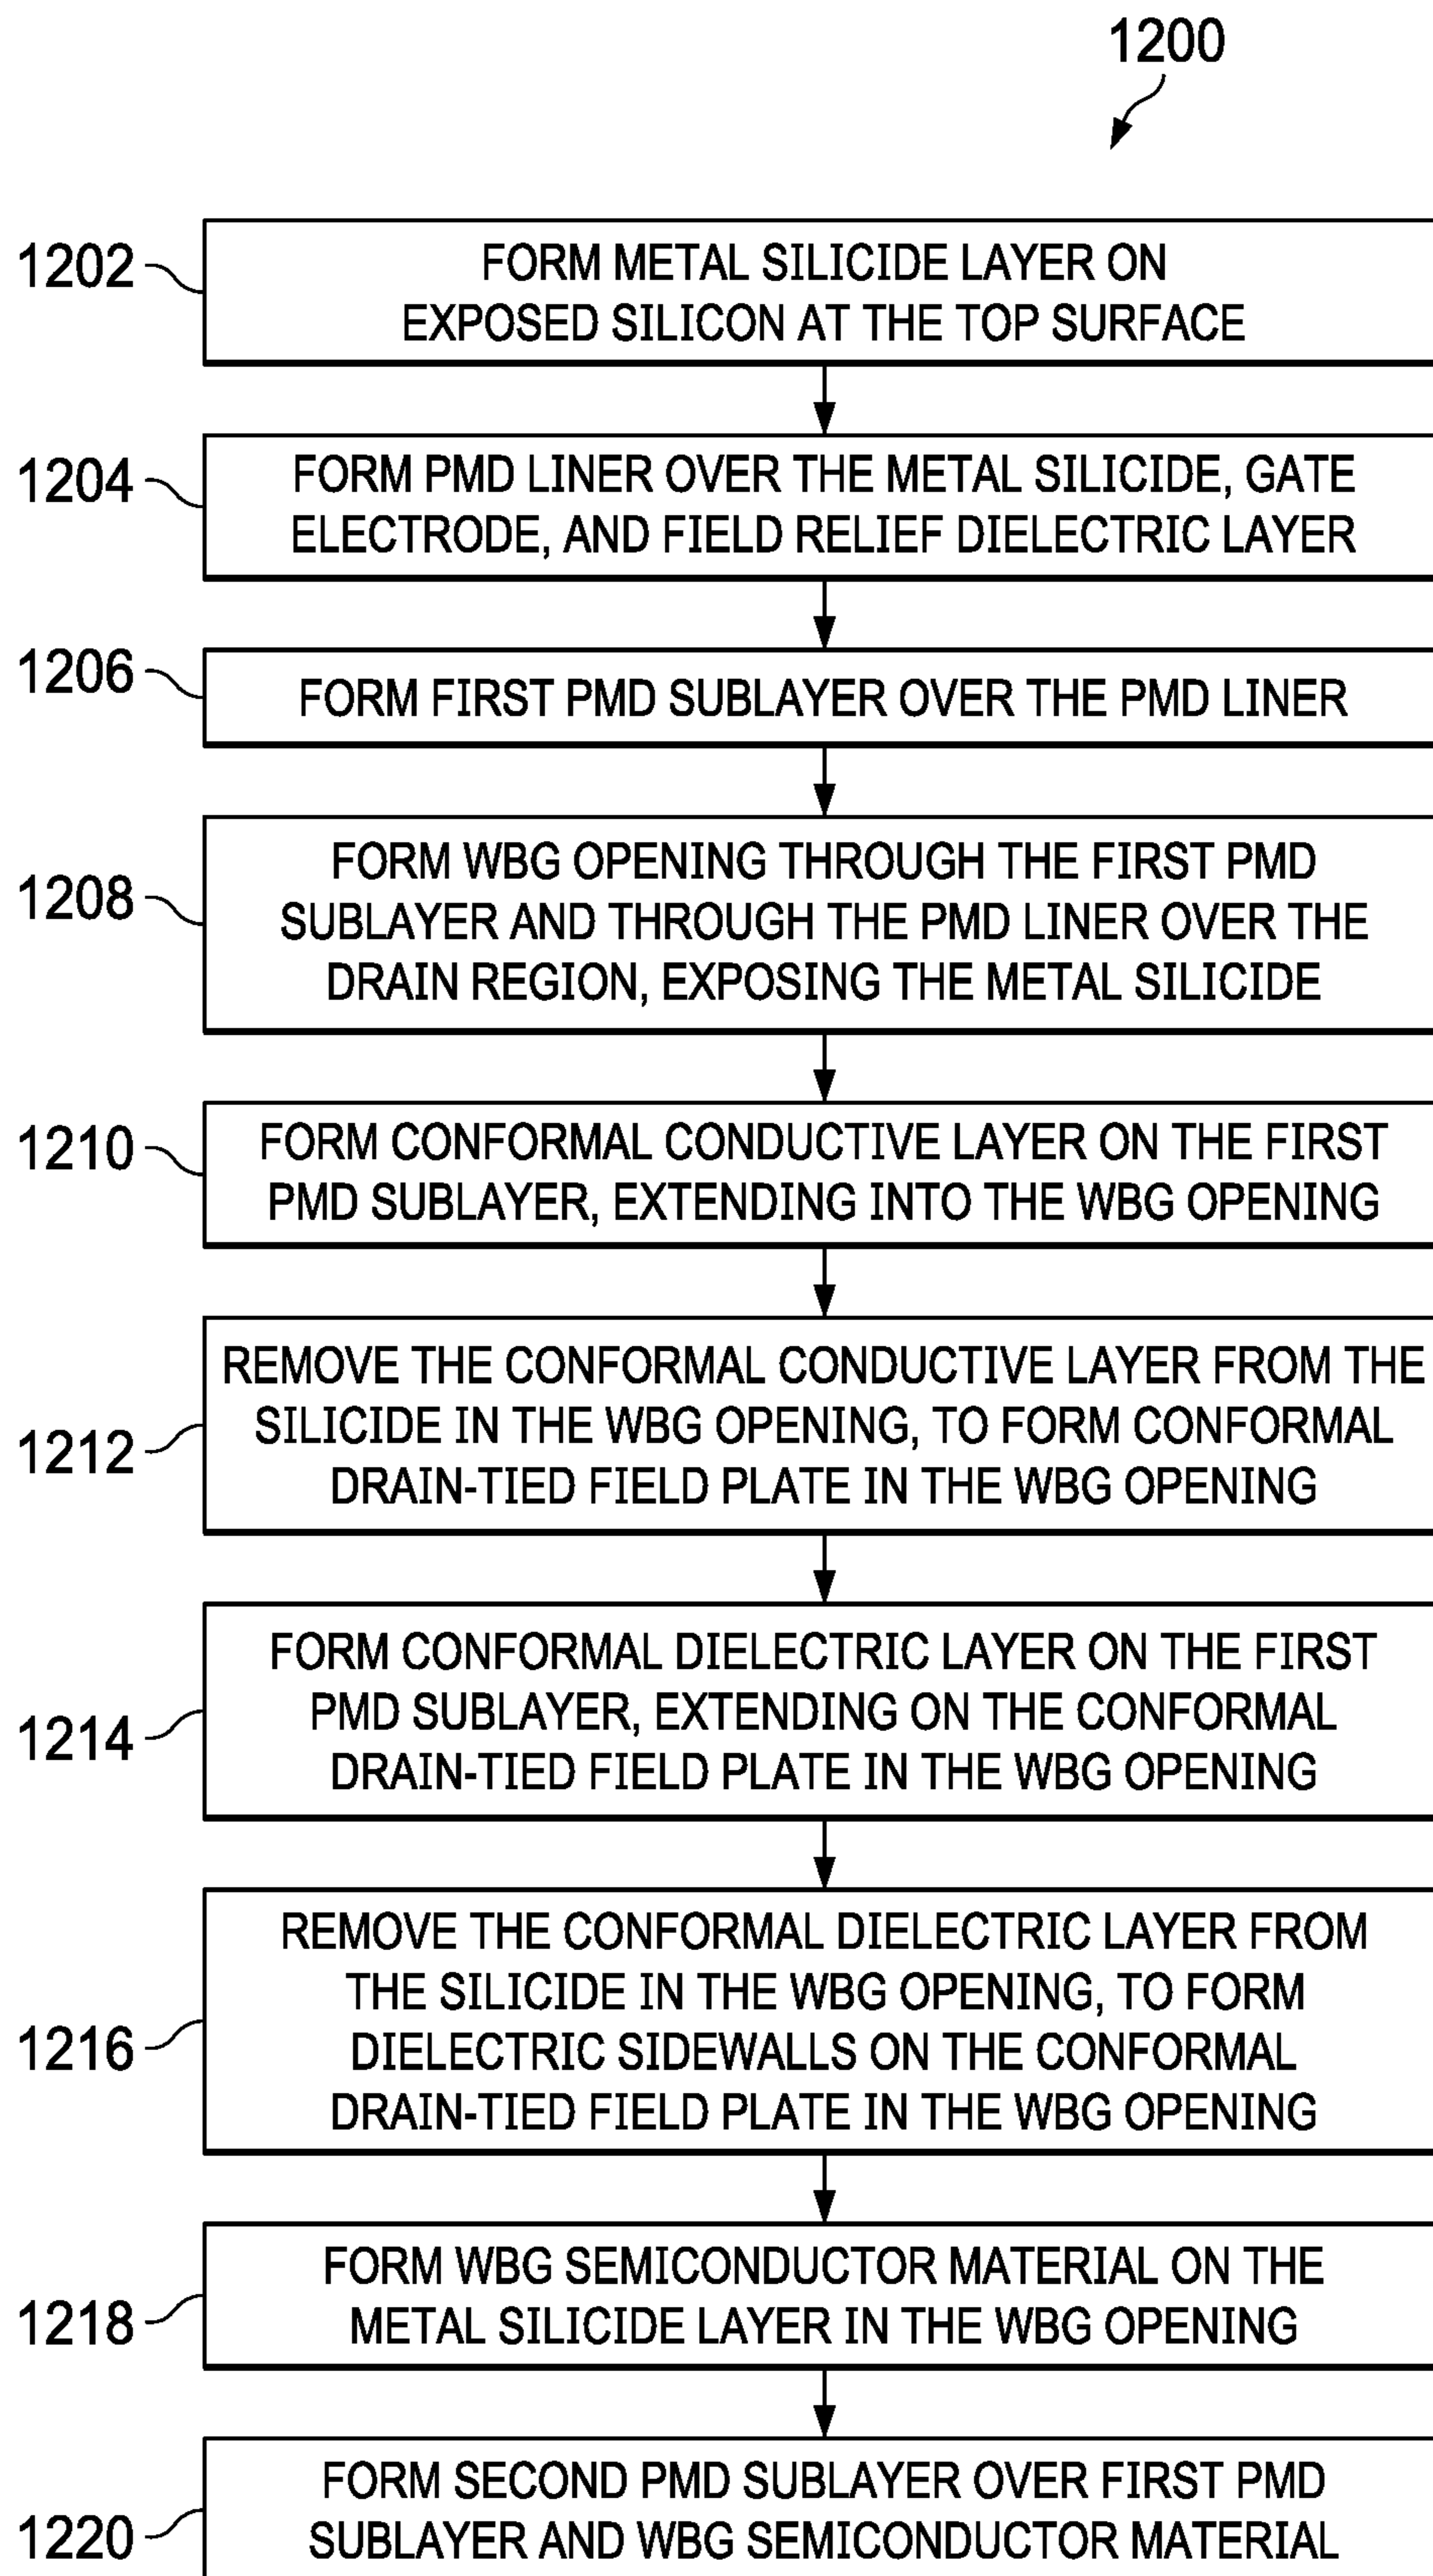 1200
1202
FORM METAL SILICIDE LAYER ON
EXPOSED SILICON AT THE TOP SURFACE
1204
FORM PMD LINER OVER THE METAL SILICIDE, GATE
ELECTRODE, AND FIELD RELIEF DIELECTRIC LAYER
1206
FORM FIRST PMD SUBLAYER OVER THE PMD LINER
1208
FORM WBG OPENING THROUGH THE FIRST PMD
SUBLAYER AND THROUGH THE PMD LINER OVER THE
DRAIN REGION, EXPOSING THE METAL SILICIDE
1210
FORM CONFORMAL CONDUCTIVE LAYER ON THE FIRST
PMD SUBLAYER, EXTENDING INTO THE WBG OPENING
1212
REMOVE THE CONFORMAL CONDUCTIVE LAYER FROM THE
SILICIDE IN THE WBG OPENING, TO FORM CONFORMAL
DRAIN-TIED FIELD PLATE IN THE WBG OPENING
1214
FORM CONFORMAL DIELECTRIC LAYER ON THE FIRST
PMD SUBLAYER, EXTENDING ON THE CONFORMAL
DRAIN-TIED FIELD PLATE IN THE WBG OPENING
1216
REMOVE THE CONFORMAL DIELECTRIC LAYER FROM
THE SILICIDE IN THE WBG OPENING, TO FORM
DIELECTRIC SIDEWALLS ON THE CONFORMAL
DRAIN-TIED FIELD PLATE IN THE WBG OPENING
1218
FORM WBG SEMICONDUCTOR MATERIAL ON THE
METAL SILICIDE LAYER IN THE WBG OPENING
1220
FORM SECOND PMD SUBLAYER OVER FIRST PMD
SUBLAYER AND WBG SEMICONDUCTOR MATERIAL